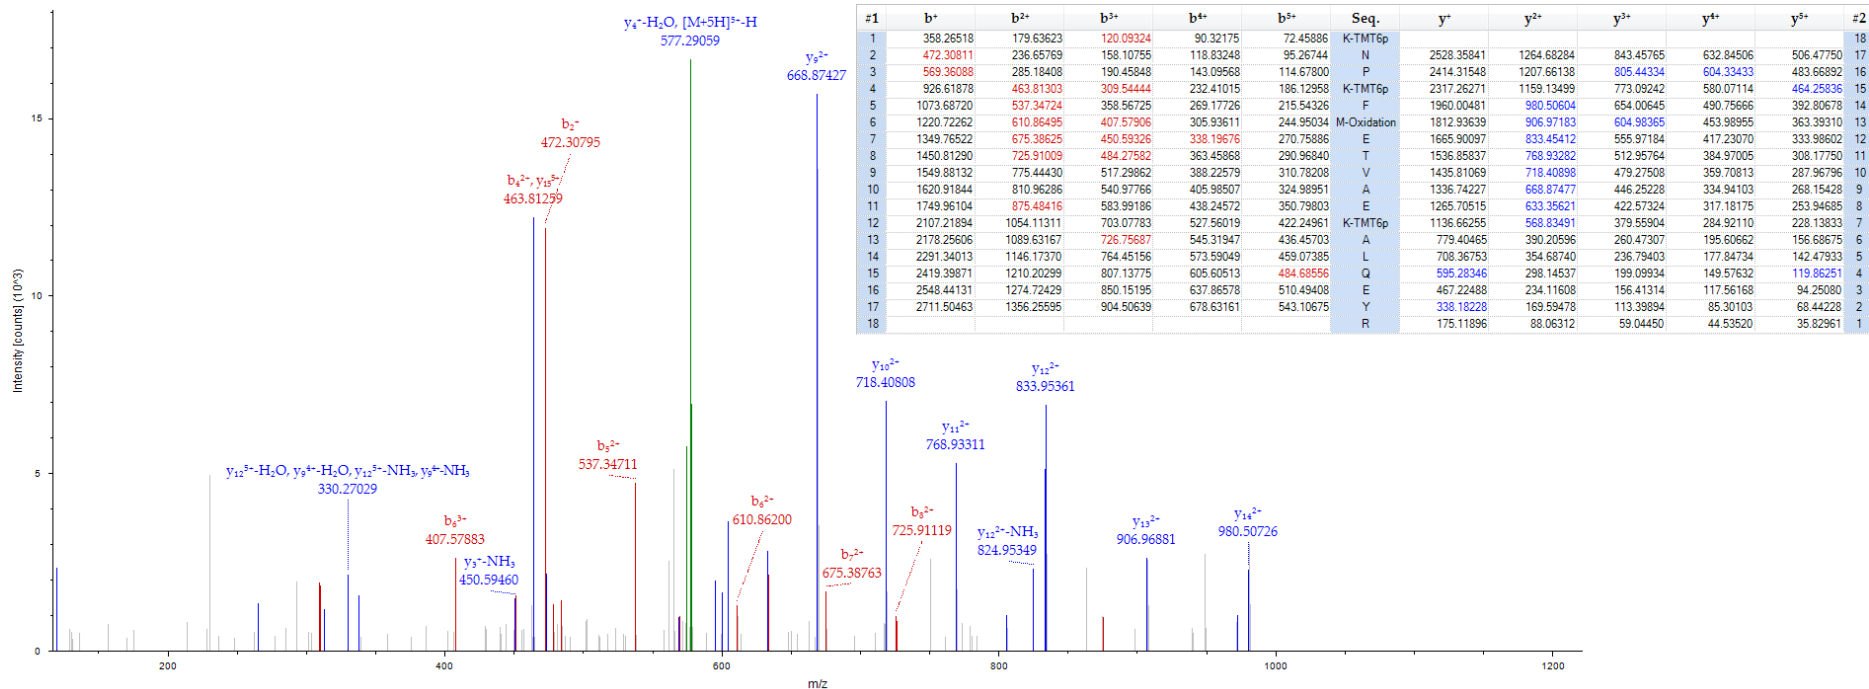 y₄⁺-H₂O, [M+5H]⁵⁺-H
577.29059
y₉²⁺
668.87427
b₂⁺
472.30795
b₄²⁺, y₁₅⁵⁺
463.81259
y₁₂⁵⁺-H₂O, y₉⁴⁺-H₂O, y₁₂⁵⁺-NH₃, y₉⁴⁺-NH₃
330.27029
b₆³⁺
407.57883
y₃⁺-NH₃
450.59460
b₅²⁺
537.34711
b₆²⁺
610.86200
b₇²⁺
675.38763
b₈²⁺
725.91119
y₁₀²⁺
718.40808
y₁₁²⁺
768.93311
y₁₂²⁺
833.95361
y₁₂²⁺-NH₃
824.95349
y₁₃²⁺
906.96881
y₁₄²⁺
980.50726
Intensity [counts] (10^3)
15
10
5
0
200 400 600 800 1000 1200
m/z
#1 b⁺ b²⁺ b³⁺ b⁴⁺ b⁵⁺ Seq. y⁺ y²⁺ y³⁺ y⁴⁺ y⁵⁺ #2
1 358.26518 179.63623 120.09324 90.32175 72.45886 K-TMT6p 18
2 472.30811 236.65769 158.10755 118.83248 95.26744 N 2528.35841 1264.68284 843.45765 632.84506 506.47750 17
3 569.36088 285.18408 190.45848 143.09568 114.67800 P 2414.31548 1207.66138 805.44334 604.33433 483.66892 16
4 926.61878 463.81303 309.54444 232.41015 186.12958 K-TMT6p 2317.26271 1159.13499 773.09242 580.07114 464.25836 15
5 1073.68720 537.34724 358.56725 269.17726 215.54326 F 1960.00481 980.50604 654.00645 490.75666 392.80678 14
6 1220.72262 610.86495 407.57906 305.93611 244.95034 M-Oxidation 1812.93639 906.97183 604.98365 453.98955 363.39310 13
7 1349.76522 675.38625 450.59326 338.19676 270.75886 E 1665.90097 833.45412 555.97184 417.23070 333.98602 12
8 1450.81290 725.91009 484.27582 363.45868 290.96840 T 1536.85837 768.93282 512.95764 384.97005 308.17750 11
9 1549.88132 775.44430 517.29862 388.22579 310.78208 V 1435.81069 718.40898 479.27508 359.70813 287.96796 10
10 1620.91844 810.96286 540.97766 405.98507 324.98951 A 1336.74227 668.87477 446.25228 334.94103 268.15428 9
11 1749.96104 875.48416 583.99186 438.24572 350.79803 E 1265.70515 633.35621 422.57324 317.18175 253.94685 8
12 2107.21894 1054.11311 703.07783 527.56019 422.24961 K-TMT6p 1136.66255 568.83491 379.55904 284.92110 228.13833 7
13 2178.25606 1089.63167 726.75687 545.31947 436.45703 A 779.40465 390.20596 260.47307 195.60662 156.68675 6
14 2291.34013 1146.17370 764.45156 573.59049 459.07385 L 708.36753 354.68740 236.79403 177.84734 142.47933 5
15 2419.39871 1210.20299 807.13775 605.60513 484.68556 Q 595.28346 298.14537 199.09934 149.57632 119.86251 4
16 2548.44131 1274.72429 850.15195 637.86578 510.49408 E 467.22488 234.11608 156.41314 117.56168 94.25080 3
17 2711.50463 1356.25595 904.50639 678.63161 543.10675 Y 338.18228 169.59478 113.39894 85.30103 68.44228 2
18 R 175.11896 88.06312 59.04450 44.53520 35.82961 1